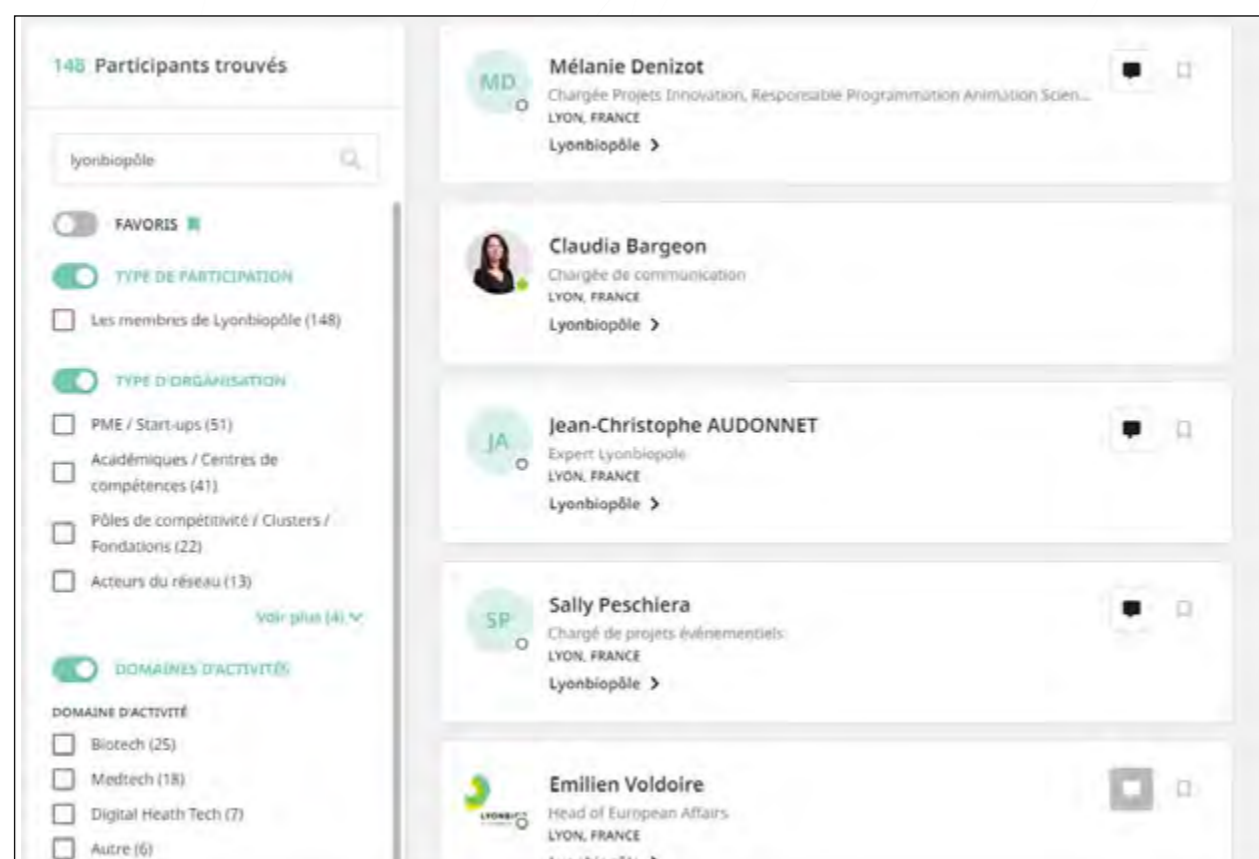 148 Participants trouvés
lyonbiopôle
FAVORIS
TYPE DE PARTICIPATION
Les membres de Lyonbiopôle (148)
TYPE D'ORGANISATION
PME / Start-ups (51)
Académiques / Centres de
compétences (41)
Pôles de compétitivité / Clusters /
Fondations (22)
Acteurs du réseau (13)
Voir plus (4)
DOMAINES D'ACTIVITÉS
DOMAINE D'ACTIVITÉ
Biotech (25)
Medtech (18)
Digital Heath Tech (7)
Autre (6)
MD
Mélanie Denizot
Chargée Projets Innovation, Responsable Programmation Animation Scien...
LYON, FRANCE
Lyonbiopôle >
Claudia Bargeon
Chargée de communication
LYON, FRANCE
Lyonbiopôle >
JA
Jean-Christophe AUDONNET
Expert Lyonbiopole
LYON, FRANCE
Lyonbiopôle >
SP
Sally Peschiera
Chargé de projets événementiels
LYON, FRANCE
Lyonbiopôle >
Emilien Voldoire
Head of European Affairs
LYON, FRANCE